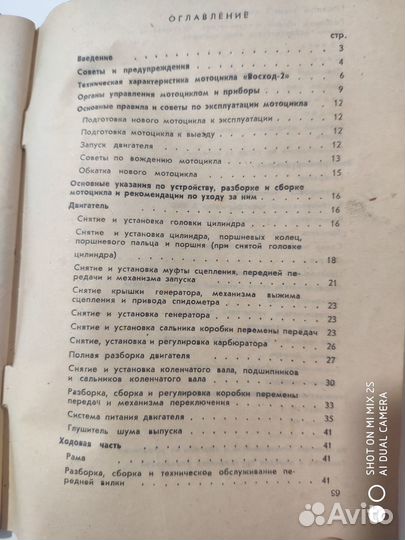 ОГЛАВЛЕНИЕ
стр.
Введение 3
Советы и предупреждения 4
Техническая характеристика мотоцикла «Восход-2» 6
Органы управления мотоциклом и приборы 9
Основные правила и советы по эксплуатации мотоцикла 12
Подготовка нового мотоцикла к эксплуатации 12
Подготовка мотоцикла к выезду 12
Запуск двигателя 12
Советы по вождению мотоцикла 13
Обкатка нового мотоцикла 15
Основные указания по устройству, разборке и сборке
мотоцикла и рекомендации по уходу за ним 16
Двигатель 16
Снятие и установка головки цилиндра 16
Снятие и установка цилиндра, поршневых колец,
поршневого пальца и поршня (при снятой головке
цилиндра) 18
Снятие и установка муфты сцепления, передней пе-
редачи и механизма запуска 21
Снятие крышки генератора, механизма выжима
сцепления и привода спидометра 23
Снятие и установка генератора 23
Снятие и установка сальника коробки перемены передач 23
Снятие, установка и регулировка карбюратора 26
Полная разборка двигателя 27
Снятие и установка коленчатого вала, подшипников
и сальников коленчатого вала 30
Разборка, сборка и регулировка коробки перемены
передач и механизма переключения 33
Система питания двигателя 35
Глушитель шума выпуска 41
Ходовая часть 41
Рама 41
Разборка, сборка и техническое обслуживание пе-
редней вилки 41
SHOT ON MI MIX 2S
AI DUAL CAMERA
Avito